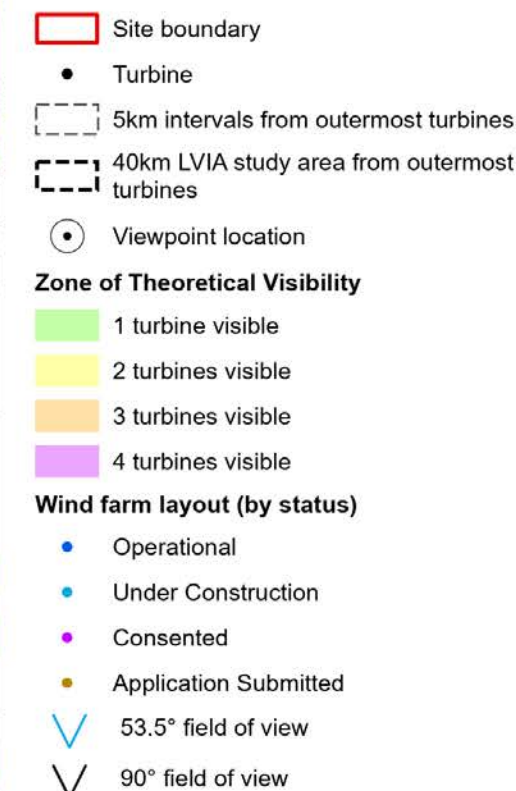 Site boundary
Turbine
5km intervals from outermost turbines
40km LVIA study area from outermost
turbines
Viewpoint location
Zone of Theoretical Visibility
1 turbine visible
2 turbines visible
3 turbines visible
4 turbines visible
Wind farm layout (by status)
Operational
Under Construction
Consented
Application Submitted
53.5° field of view
90° field of view